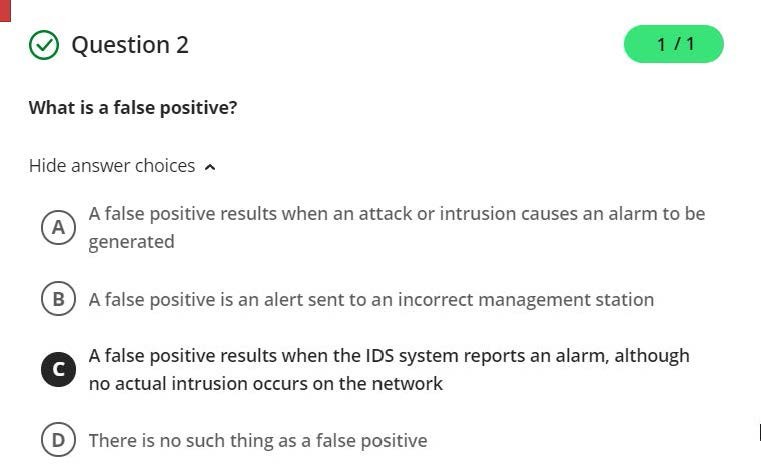 Question 2
1 / 1
What is a false positive?
Hide answer choices
A
A false positive results when an attack or intrusion causes an alarm to be
generated
B
A false positive is an alert sent to an incorrect management station
C
A false positive results when the IDS system reports an alarm, although
no actual intrusion occurs on the network
D
There is no such thing as a false positive